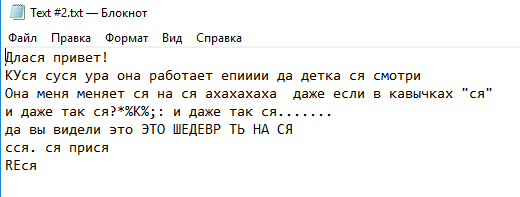 Text #2.txt — Блокнот
Файл Правка Формат Вид Справка
Длася привет!
КУся суся ура она работает епииии да детка ся смотри
Она меня меняет ся на ся ахахахаха  даже если в кавычках "ся"
и даже так ся?*%К%;: и даже так ся.......
да вы видели это ЭТО ШЕДЕВР ТЬ НА СЯ
сся. ся прися
REся